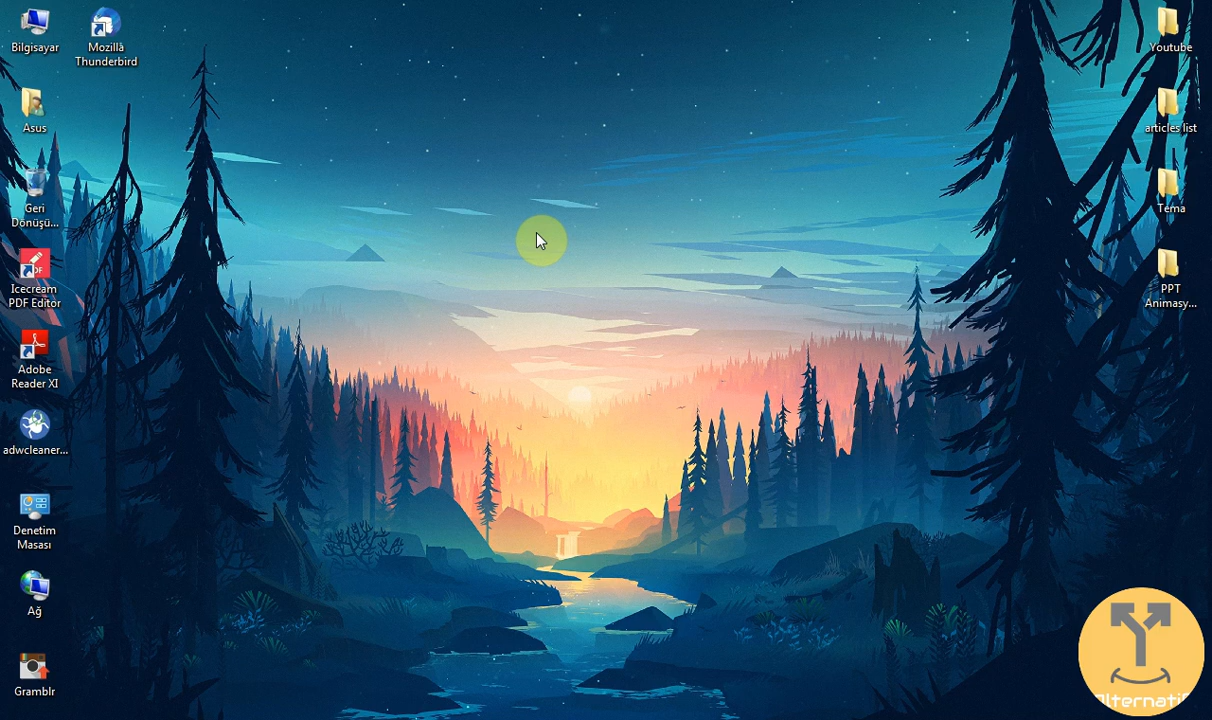 Bilgisayar
Mozilla
Thunderbird
Asus
Geri
Dönüşü...
Icecream
PDF Editor
Adobe
Reader XI
adwcleaner...
Denetim
Masası
Ağ
Gramblr
Youtube
articles list
Tema
PPT
Animasy...
Alternatif